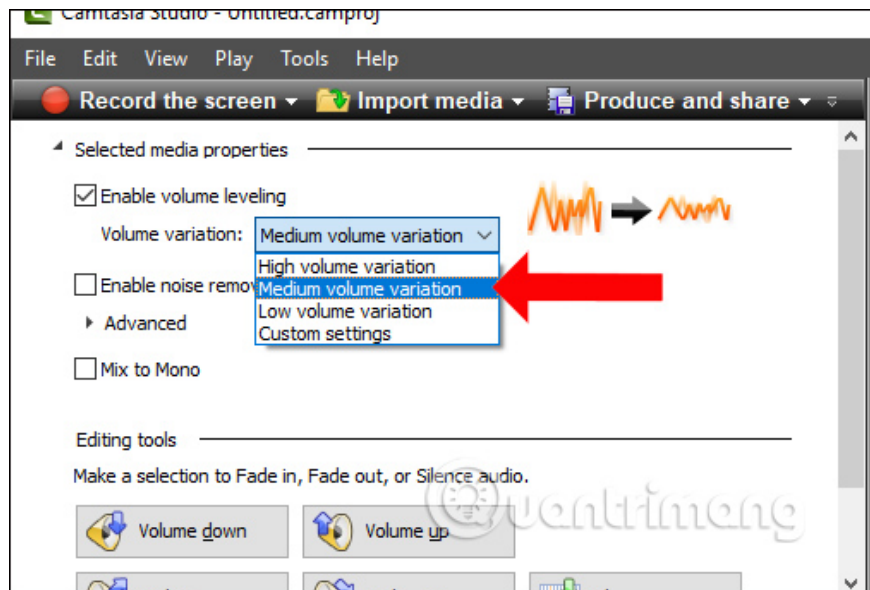 Camtasia Studio - Untitled.camproj
File Edit View Play Tools Help
Record the screen Import media Produce and share
Selected media properties
Enable volume leveling
Volume variation: Medium volume variation
High volume variation
Enable noise remov
Medium volume variation
Low volume variation
Advanced
Custom settings
Mix to Mono
Editing tools
Make a selection to Fade in, Fade out, or Silence audio.
Quantrimang
Volume down Volume up